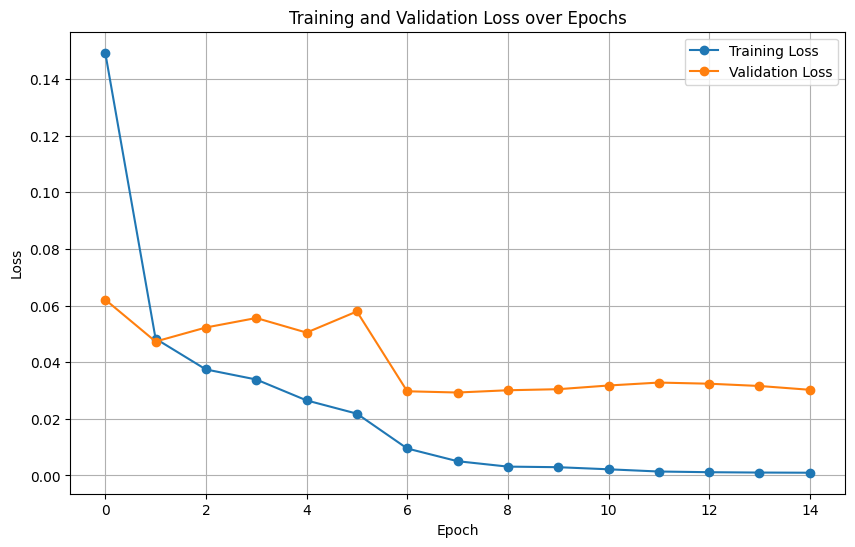 Training and Validation Loss over Epochs
Training Loss
Validation Loss
0.14
0.12
0.10
0.08
0.06
0.04
0.02
0.00
Loss
0 2 4 6 8 10 12 14
Epoch